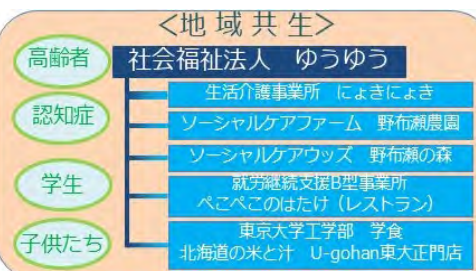 ＜地 域 共 生＞
高齢者
社会福祉法人　ゆうゆう
生活介護事業所　にょきにょき
認知症
ソーシャルケアファーム　野布瀬農園
ソーシャルケアウッズ　野布瀬の森
学生
就労継続支援B型事業所
ぺこぺこのはたけ（レストラン）
子供たち
東京大学工学部　学食
北海道の米と汁　U-gohan東大正門店